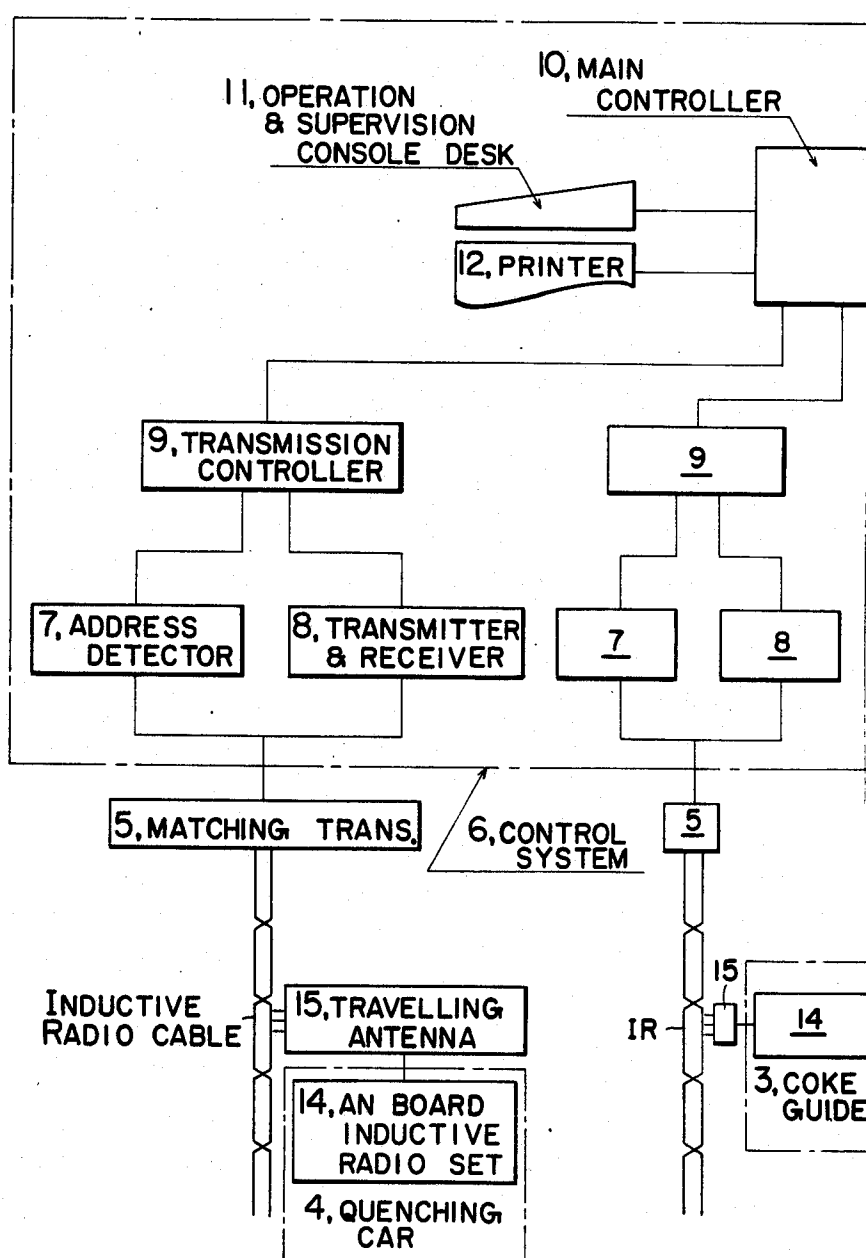 10, MAIN
CONTROLLER
11, OPERATION
& SUPERVISION
CONSOLE DESK
12, PRINTER
9, TRANSMISSION
CONTROLLER
9
7, ADDRESS
DETECTOR
8, TRANSMITTER
& RECEIVER
7
8
5, MATCHING TRANS.
6, CONTROL
SYSTEM
5
INDUCTIVE
RADIO CABLE
15, TRAVELLING
ANTENNA
IR
15
14
3, COKE
GUIDE
14, AN BOARD
INDUCTIVE
RADIO SET
4, QUENCHING
CAR